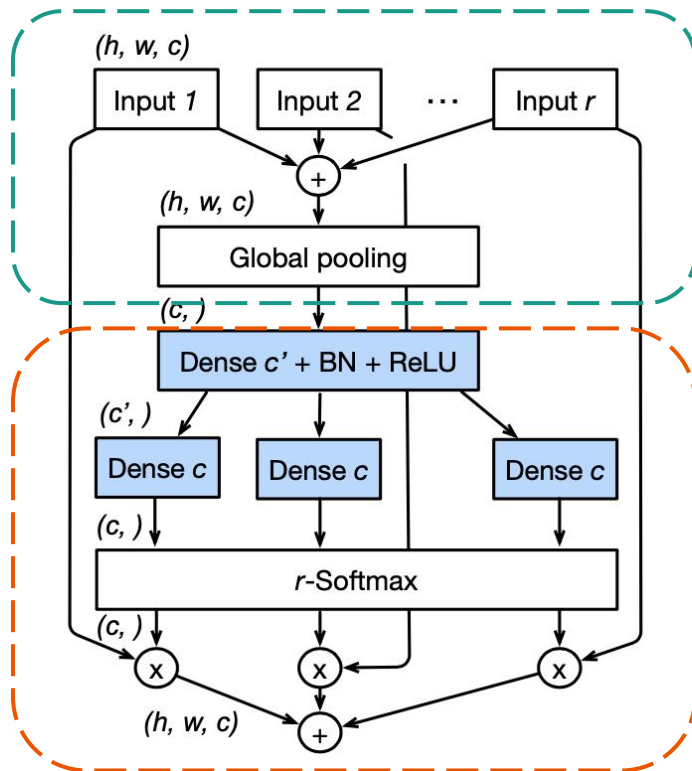 (h, w, c)
Input 1 Input 2 ... Input r
+
(h, w, c)
Global pooling
(c, )
Dense c' + BN + ReLU
(c', )
Dense c Dense c Dense c
(c, )
r-Softmax
(c, )
x x x
(h, w, c)
+